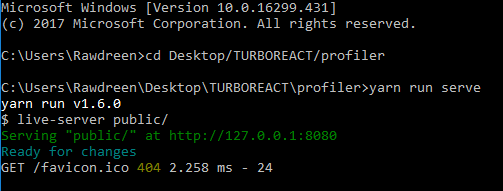 Microsoft Windows [Version 10.0.16299.431]
(c) 2017 Microsoft Corporation. All rights reserved.
C:\Users\Rawdreen>cd Desktop/TURBOREACT/profiler
C:\Users\Rawdreen\Desktop\TURBOREACT\profiler>yarn run serve
yarn run v1.6.0
$ live-server public/
Serving "public/" at http://127.0.0.1:8080
Ready for changes
GET /favicon.ico 404 2.258 ms - 24